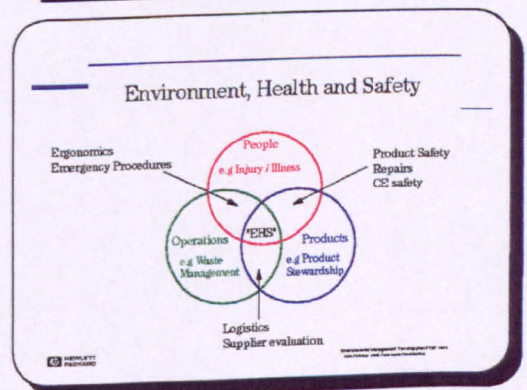 Environment, Health and Safety
People
e.g Injury / Illness
Ergonomics
Emergency Procedures
Product Safety
Repairs
CE safety
"EHS"
Operations
e.g Waste
Management
Products
e.g Product
Stewardship
Logistics
Supplier evaluation
hp HEWLETT
PACKARD